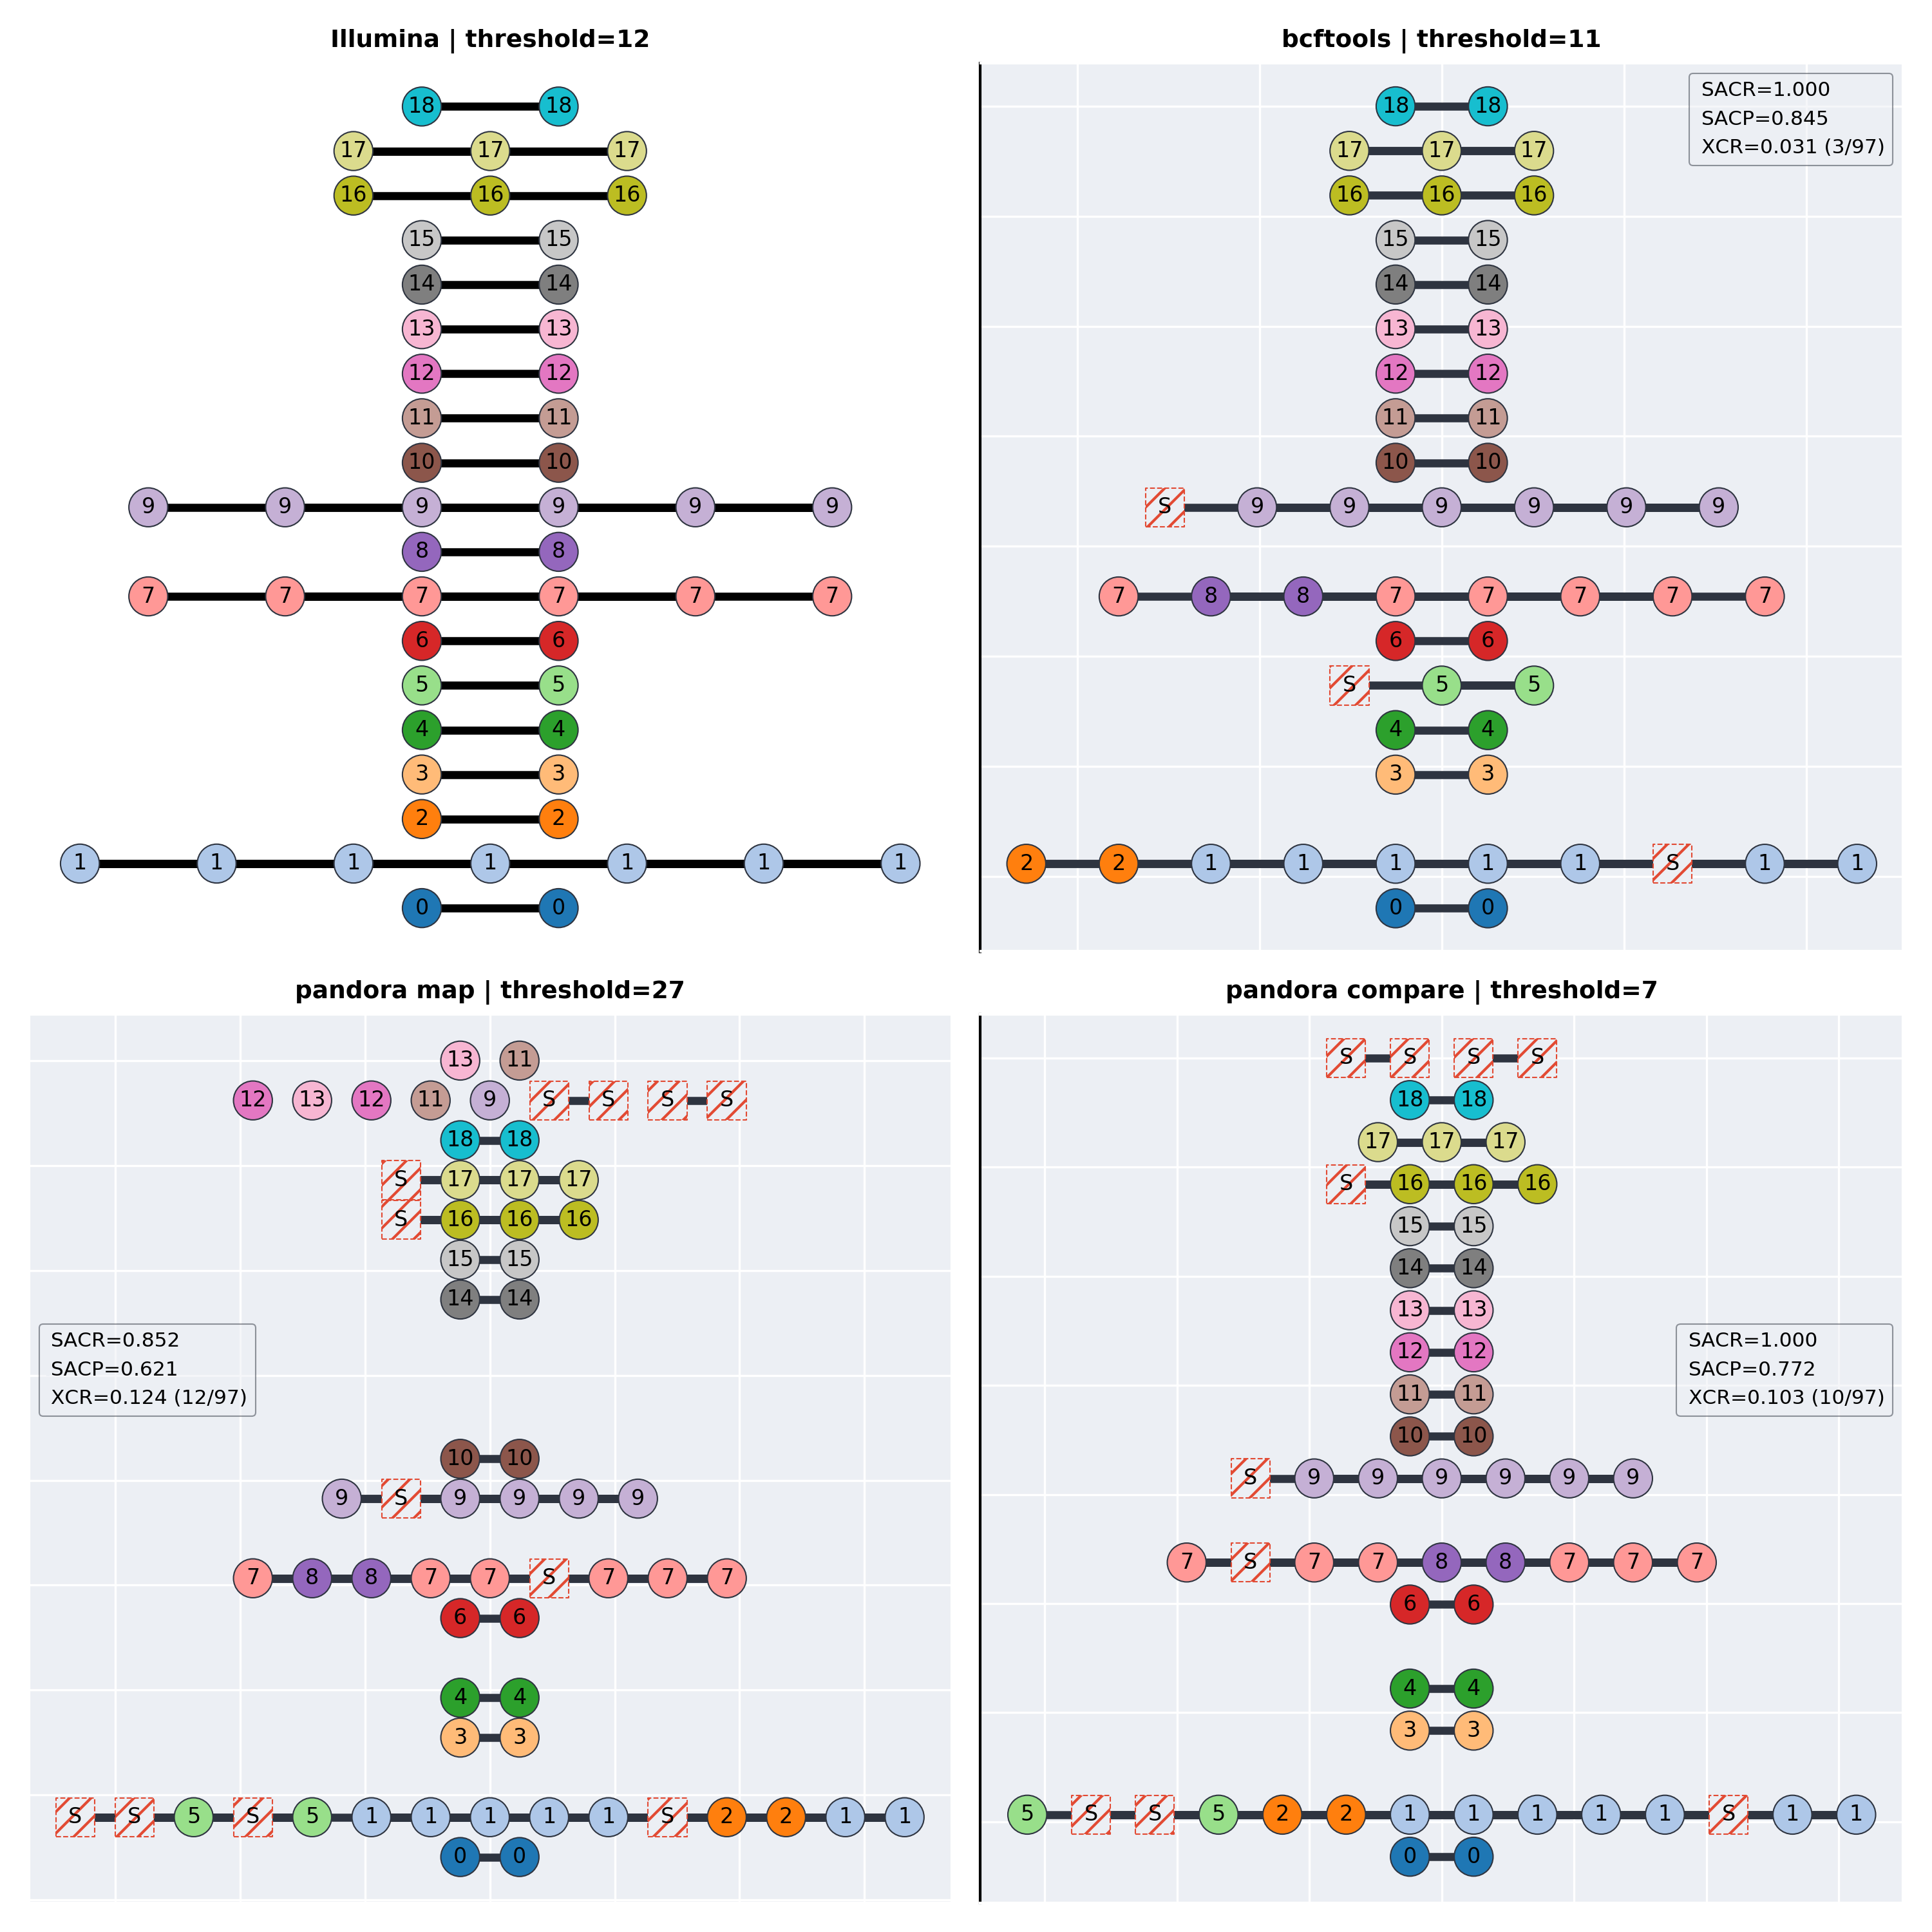 Illumina | threshold=12
18 18
17 17 17
16 16 16
15 15
14 14
13 13
12 12
11 11
10 10
9 9 9 9 9 9
8 8
7 7 7 7 7 7
6 6
5 5
4 4
3 3
2 2
1 1 1 1 1 1 1
0 0
bcftools | threshold=11
SACR=1.000
SACP=0.845
XCR=0.031 (3/97)
18 18
17 17 17
16 16 16
15 15
14 14
13 13
12 12
11 11
10 10
S 9 9 9 9 9 9
7 8 8 7 7 7 7 7
6 6
S 5 5
4 4
3 3
2 2 1 1 1 1 1 S 1 1
0 0
pandora map | threshold=27
13 11
12 13 12 11 9 S S S S
18 18
S 17 17 17
S 16 16 16
15 15
14 14
SACR=0.852
SACP=0.621
XCR=0.124 (12/97)
10 10
9 S 9 9 9 9
7 8 8 7 7 S 7 7 7
6 6
4 4
3 3
S S 5 S 5 1 1 1 1 1 S 2 2 1 1
0 0
pandora compare | threshold=7
S S S S
18 18
17 17 17
S 16 16 16
15 15
14 14
13 13
12 12
11 11
10 10
SACR=1.000
SACP=0.772
XCR=0.103 (10/97)
S 9 9 9 9 9 9
7 S 7 7 8 8 7 7 7
6 6
4 4
3 3
5 S S 5 2 2 1 1 1 1 1 S 1 1
0 0